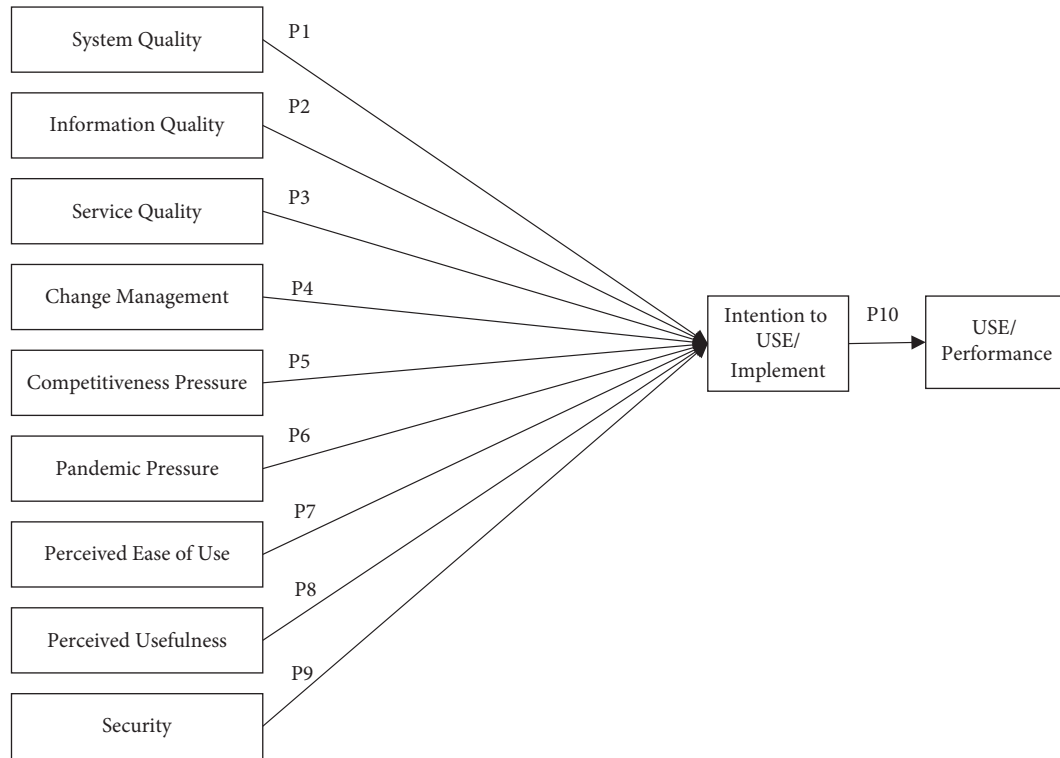 System Quality
P1
Information Quality
P2
Service Quality
P3
Change Management
P4
Competitiveness Pressure
P5
Pandemic Pressure
P6
Perceived Ease of Use
P7
Perceived Usefulness
P8
Security
P9
Intention to
USE/
Implement
P10
USE/
Performance